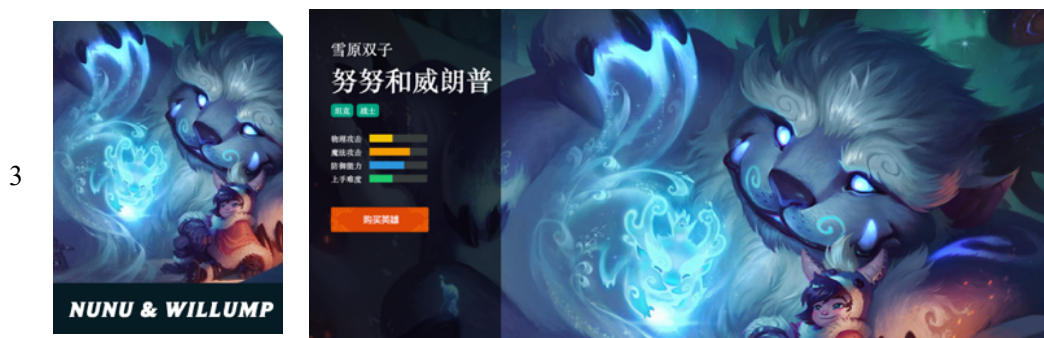 3
NUNU & WILLUMP
雪原双子
努努和威朗普
坦克 战士
物理攻击
魔法攻击
防御能力
上手难度
购买英雄